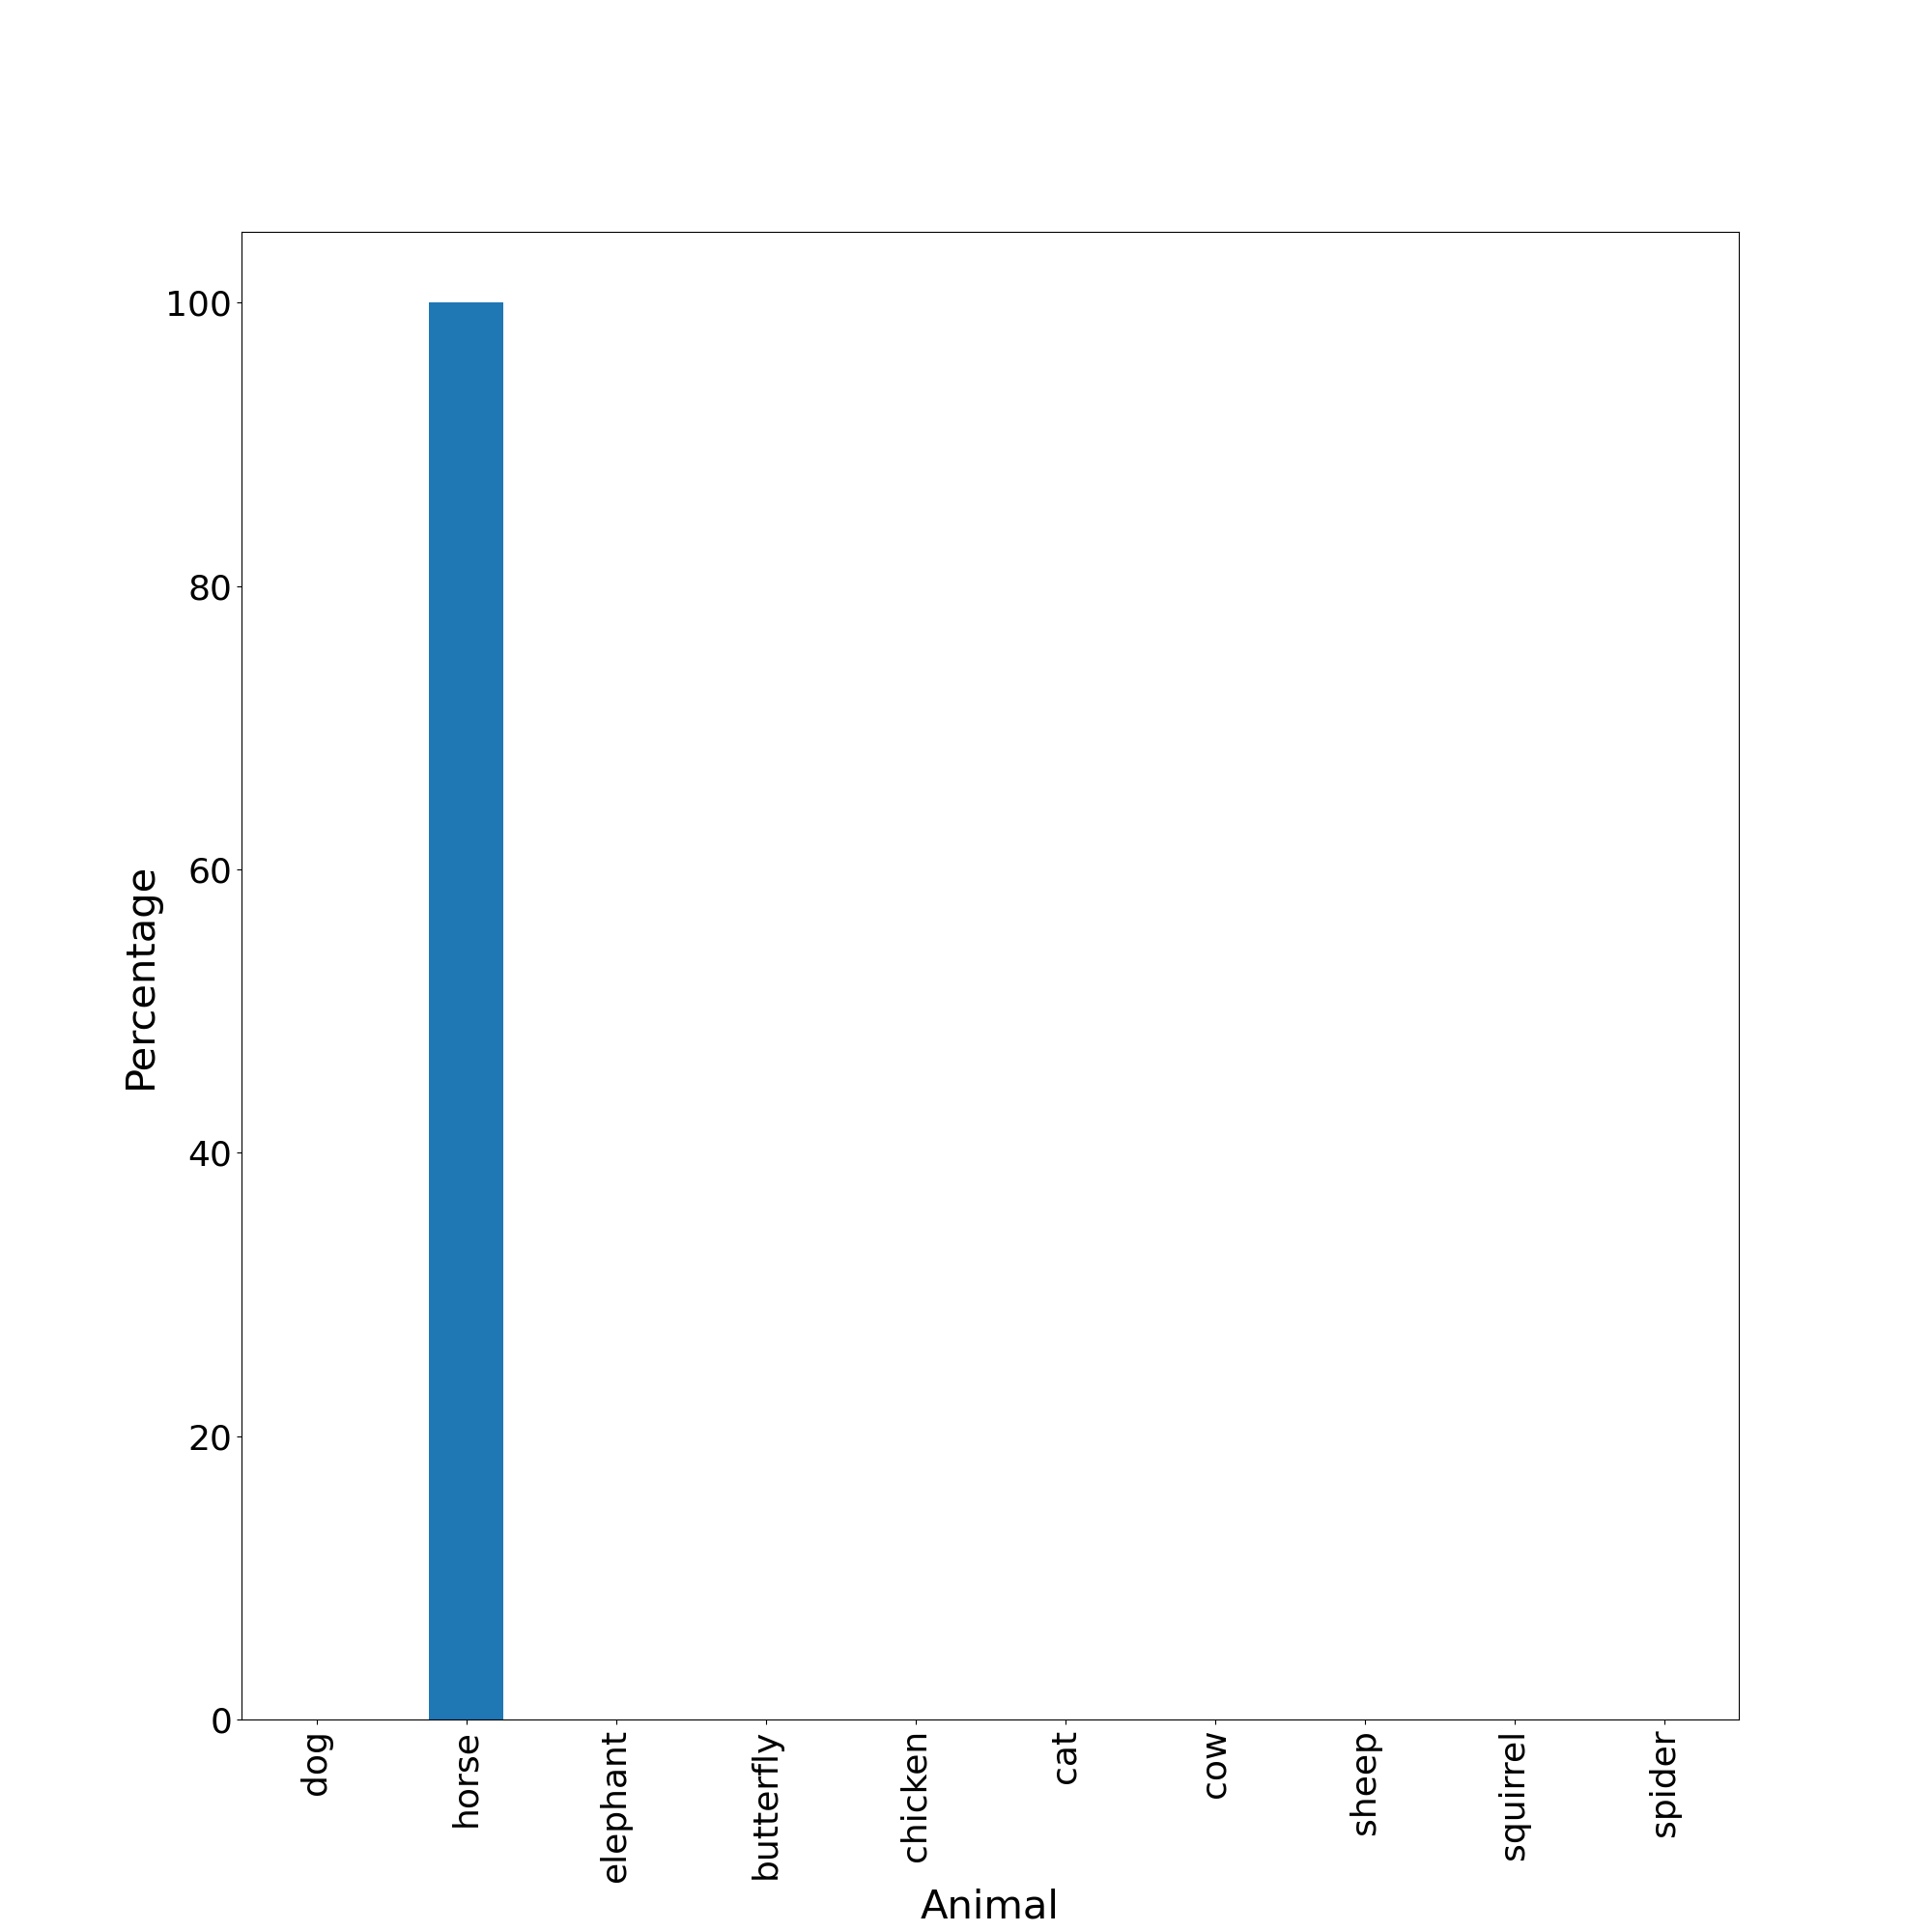 100
80
60
40
20
0
Percentage
dog
horse
elephant
butterfly
chicken
cat
cow
sheep
squirrel
spider
Animal